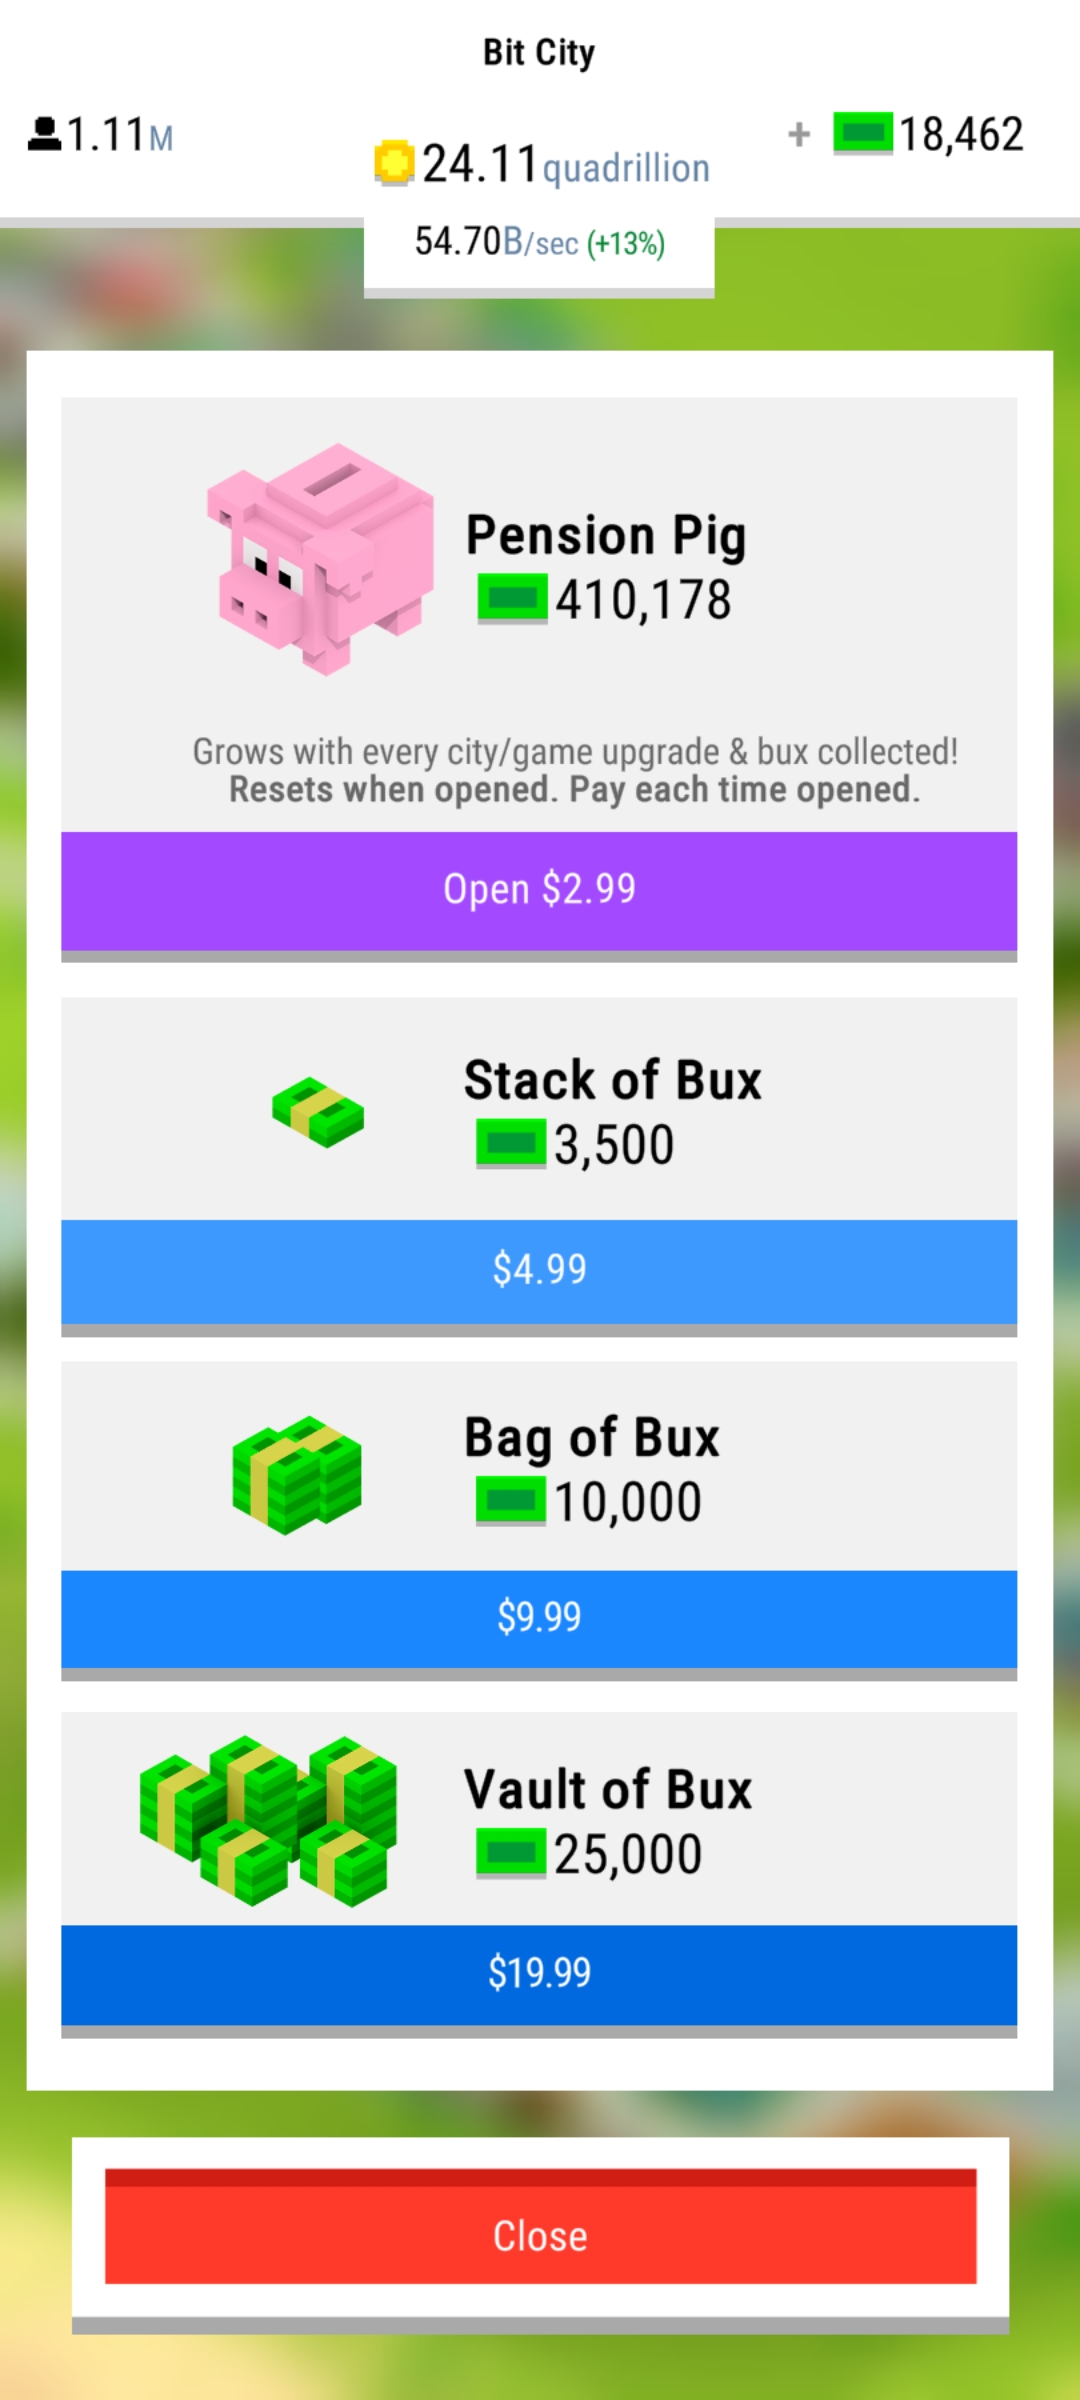 Bit City
1.11M
24.11quadrillion
+ 18,462
54.70B/sec (+13%)
Pension Pig
410,178
Grows with every city/game upgrade & bux collected!
Resets when opened. Pay each time opened.
Open $2.99
Stack of Bux
3,500
$4.99
Bag of Bux
10,000
$9.99
Vault of Bux
25,000
$19.99
Close